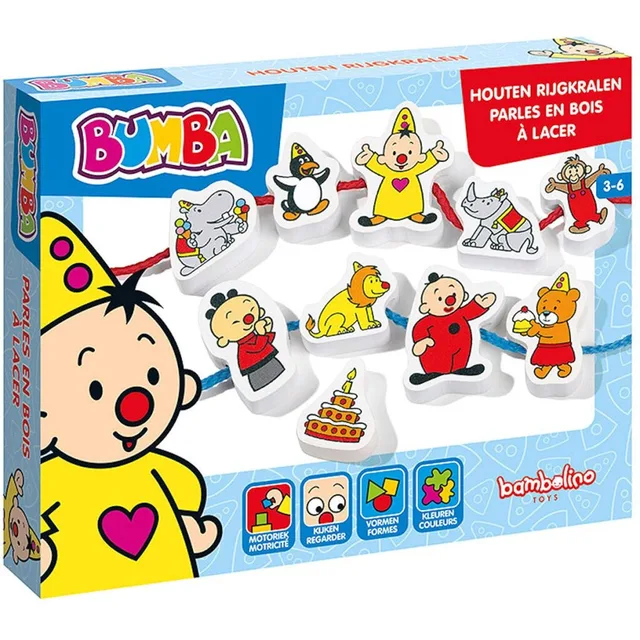 HOUTEN RIJGKRALEN
BUMBA
HOUTEN RIJGKRALEN
PARLES EN BOIS
À LACER
3-6
BUMBA
PARLES EN BOIS
À LACER
MOTORIEK
MOTRICITÉ
KIJKEN
REGARDER
VORMEN
FORMES
KLEUREN
COULEURS
bambolino
TOYS